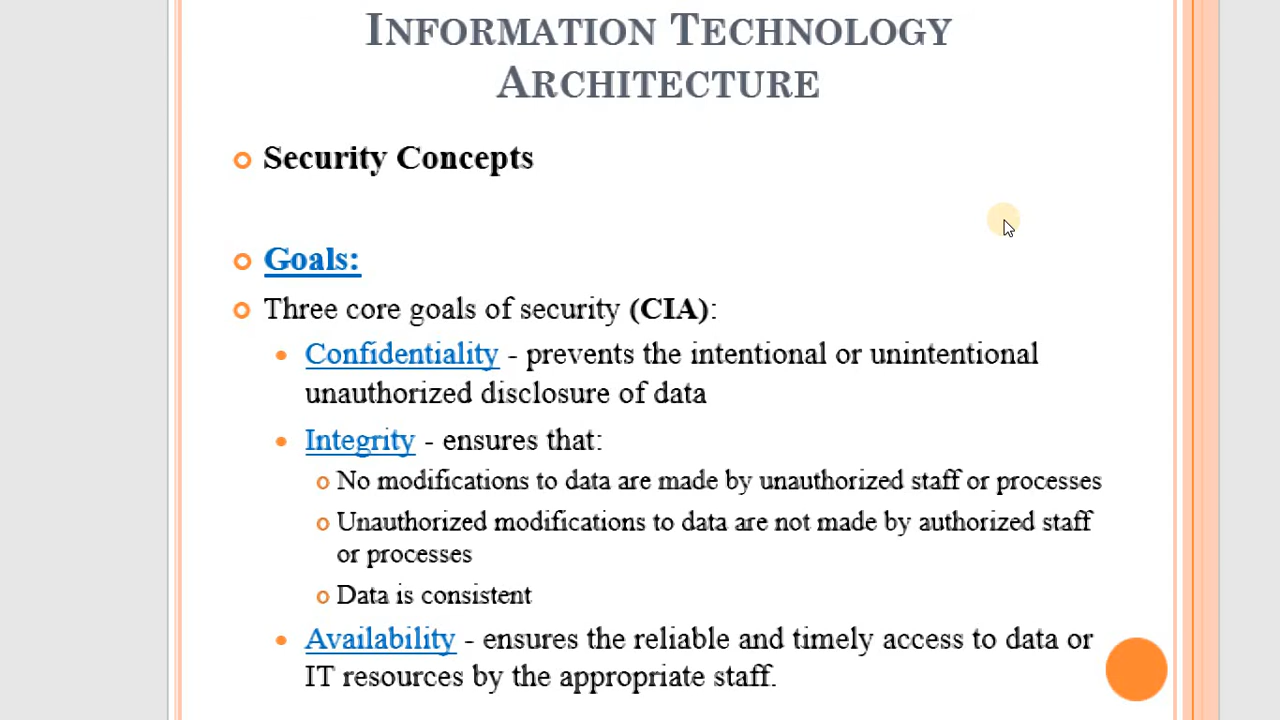 INFORMATION TECHNOLOGY
ARCHITECTURE
Security Concepts
Goals:
Three core goals of security (CIA):
Confidentiality - prevents the intentional or unintentional
unauthorized disclosure of data
Integrity - ensures that:
No modifications to data are made by unauthorized staff or processes
Unauthorized modifications to data are not made by authorized staff
or processes
Data is consistent
Availability - ensures the reliable and timely access to data or
IT resources by the appropriate staff.